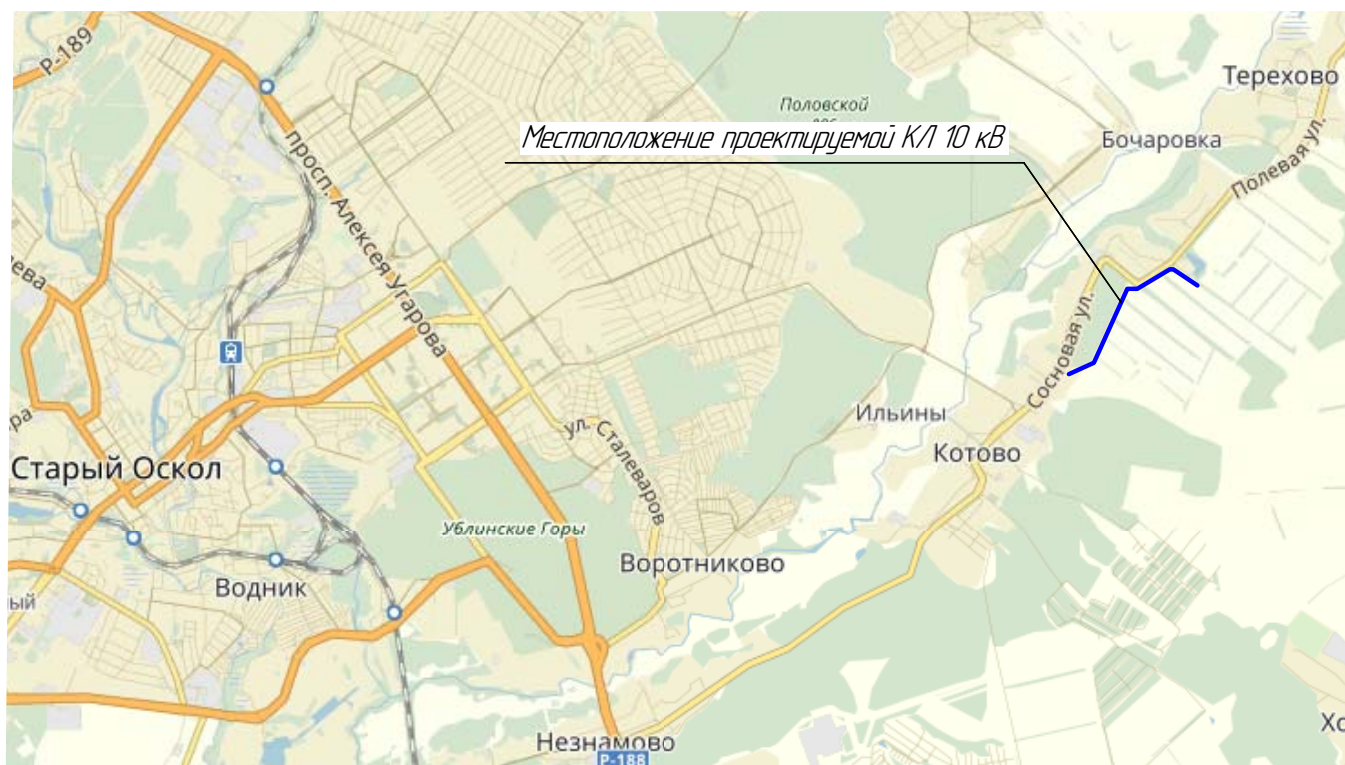 Р-189
Терехово
Половской
Местоположение проектируемой КЛ 10 кВ
Бочаровка
Полевая ул.
просп. Алексея Угарова
Сосновая ул.
Ильины
ул. Сталеваров
Котово
Старый Оскол
Ублинские Горы
Воротниково
Водник
Незнамово
Р-188